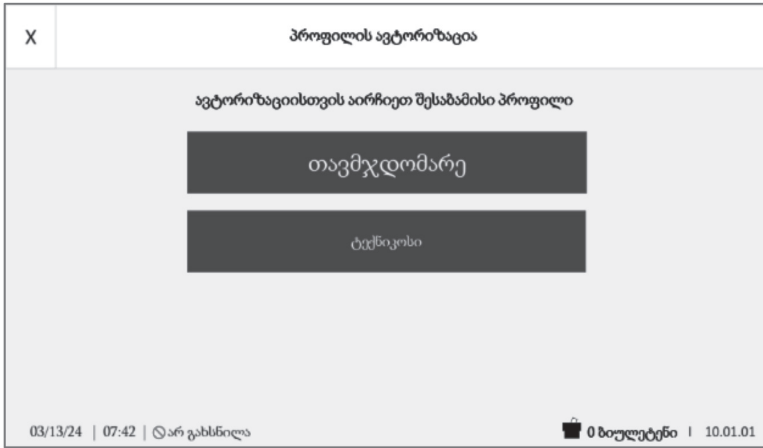 X პროფილის ავტორიზაცია
ავტორიზაციისთვის აირჩიეთ შესაბამისი პროფილი
თავმჯდომარე
ტექნიკოსი
03/13/24 | 07:42 | არ გახსნილა 0 ბიულეტენი | 10.01.01